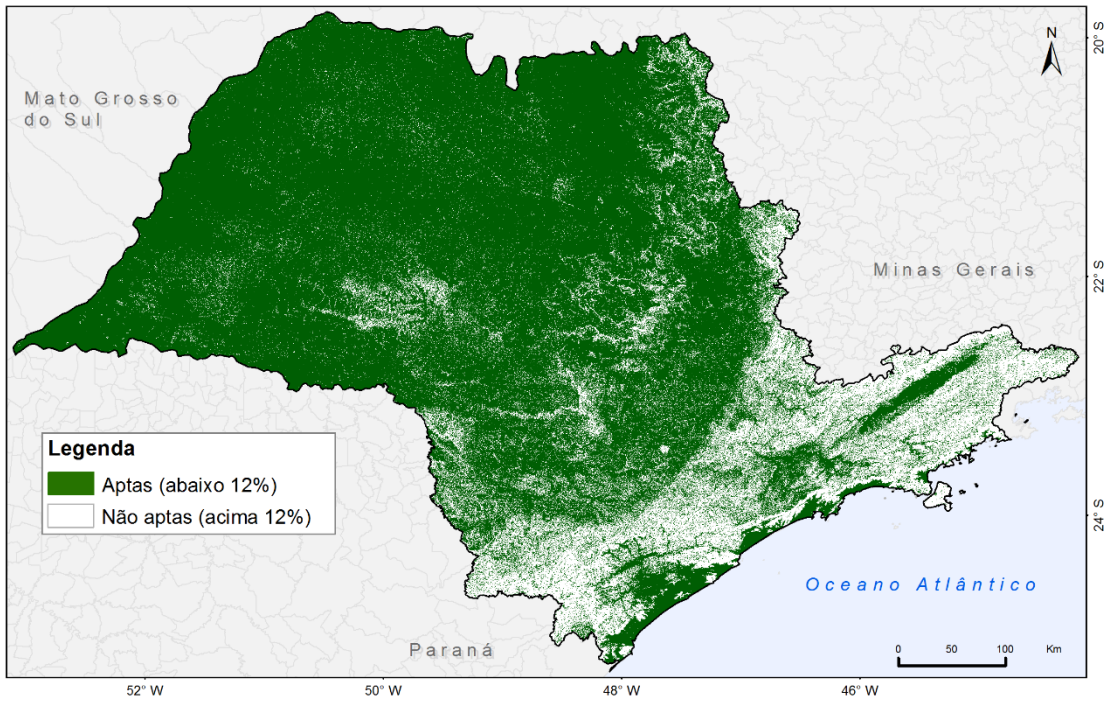 N
20° S
Mato Grosso
do Sul
Minas Gerais
22° S
Legenda
Aptas (abaixo 12%)
Não aptas (acima 12%)
24° S
Oceano Atlântico
Paraná
0 50 100 Km
52° W 50° W 48° W 46° W